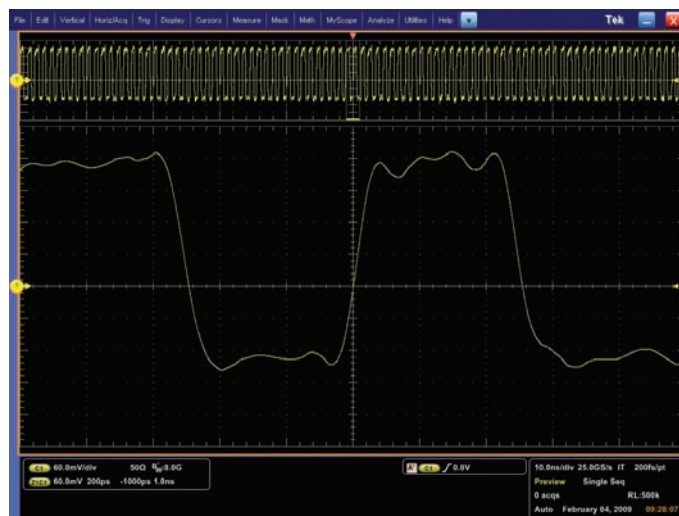 File Edit Vertical Horiz/Acq Trig Display Cursors Measure Mask Math MyScope Analyze Utilities Help Tek
C1 60.0mV/div 50Ω BW:8.0G
Z1C1 60.0mV 200ps -1000ps 1.0ns
A' C1 0.0V
10.0ns/div 25.0GS/s IT 200fs/pt
Preview Single Seq
0 acqs RL:500k
Auto February 04, 2009 09:28:07